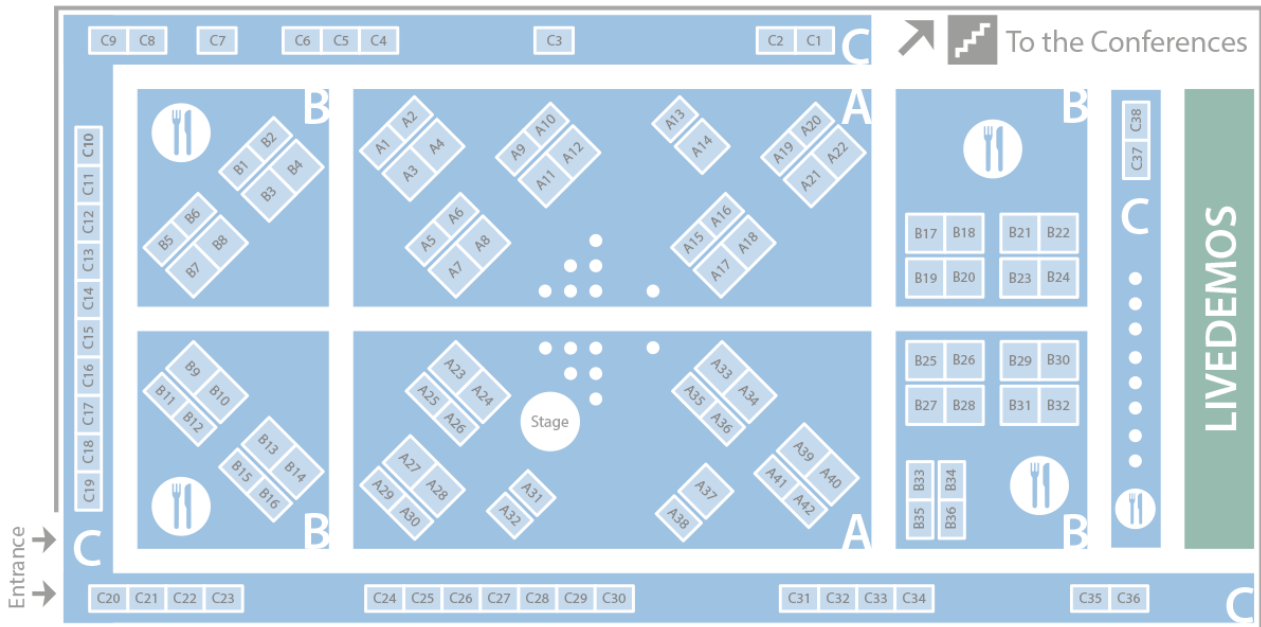 C9 C8 C7 C6 C5 C4 C3 C2 C1 C
To the Conferences
C10
C11
C12
C13
C14
C15
C16
C17
C18
C19
B
B1 B2
B3 B4
B5 B6
B7 B8
A
A1 A2
A3 A4
A5 A6
A7 A8
A9 A10
A11 A12
A13
A14
A15 A16
A17 A18
A19 A20
A21 A22
B
B17 B18 B21 B22
B19 B20 B23 B24
C38
C37
C
LIVEDEMOS
B9 B10
B11 B12
B13 B14
B15 B16
B
A23 A24
A25 A26
A27 A28
A29 A30
A31
A32
Stage
A33 A34
A35 A36
A37
A38
A39 A40
A41 A42
A
B25 B26 B29 B30
B27 B28 B31 B32
B33 B34
B35 B36
B
Entrance
C
C20 C21 C22 C23 C24 C25 C26 C27 C28 C29 C30 C31 C32 C33 C34 C35 C36 C